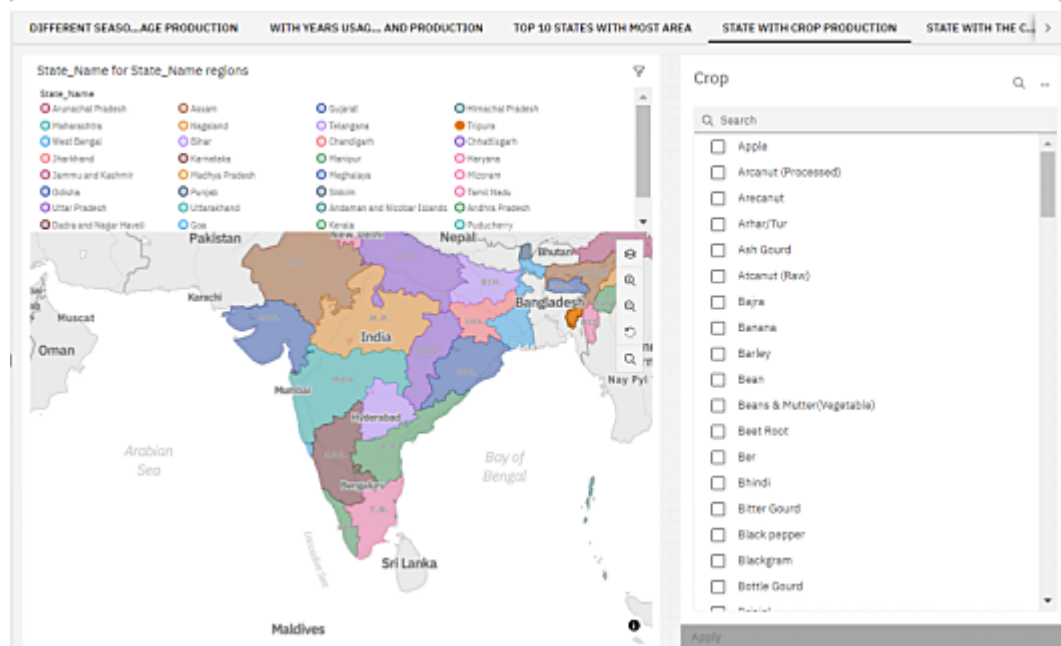 DIFFERENT SEASO...AGE PRODUCTION WITH YEARS USAG... AND PRODUCTION TOP 10 STATES WITH MOST AREA STATE WITH CROP PRODUCTION STATE WITH THE C...
State_Name for State_Name regions
State_Name
Arunachal Pradesh Assam Gujarat Himachal Pradesh
Maharashtra Nagaland Telangana Tripura
West Bengal Bihar Chandigarh Chhattisgarh
Jharkhand Karnataka Manipur Haryana
Jammu and Kashmir Madhya Pradesh Meghalaya Mizoram
Odisha Punjab Sikkim Tamil Nadu
Uttar Pradesh Uttarakhand Andaman and Nicobar Islands Andhra Pradesh
Dadra and Nagar Haveli Goa Kerala Puducherry
Pakistan New Delhi Nepal
Bhutan
BIH.
Karachi
Bangladesh
Muscat
M.P.
India
Oman
Nay Pyi
Mumbai
Hyderabad
Arabian
Sea
Bay of
Bengal
Bengaluru
T.N.
Laccadive Sea
Sri Lanka
Maldives
Crop
Search
Apple
Arcanut (Processed)
Arecanut
Arhar/Tur
Ash Gourd
Atcanut (Raw)
Bajra
Banana
Barley
Bean
Beans & Mutter(Vegetable)
Beet Root
Ber
Bhindi
Bitter Gourd
Black pepper
Blackgram
Bottle Gourd
Apply